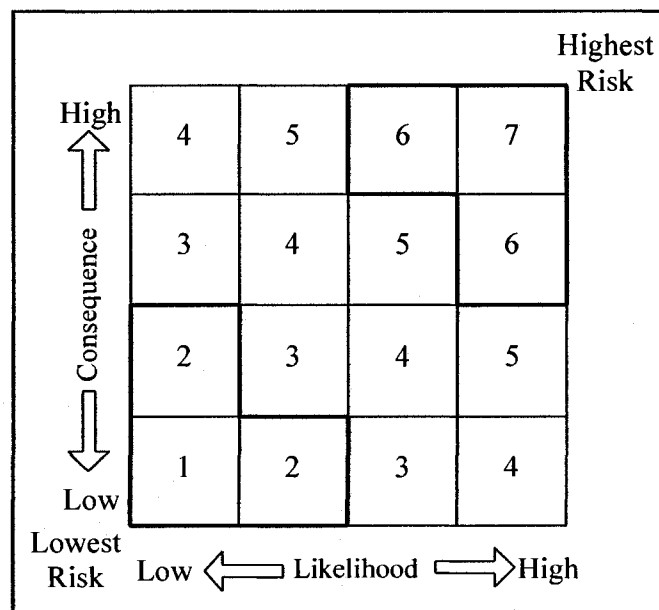 Highest
Risk
High
4 5 6 7
3 4 5 6
Consequence
2 3 4 5
1 2 3 4
Low
Lowest
Risk
Low Likelihood High